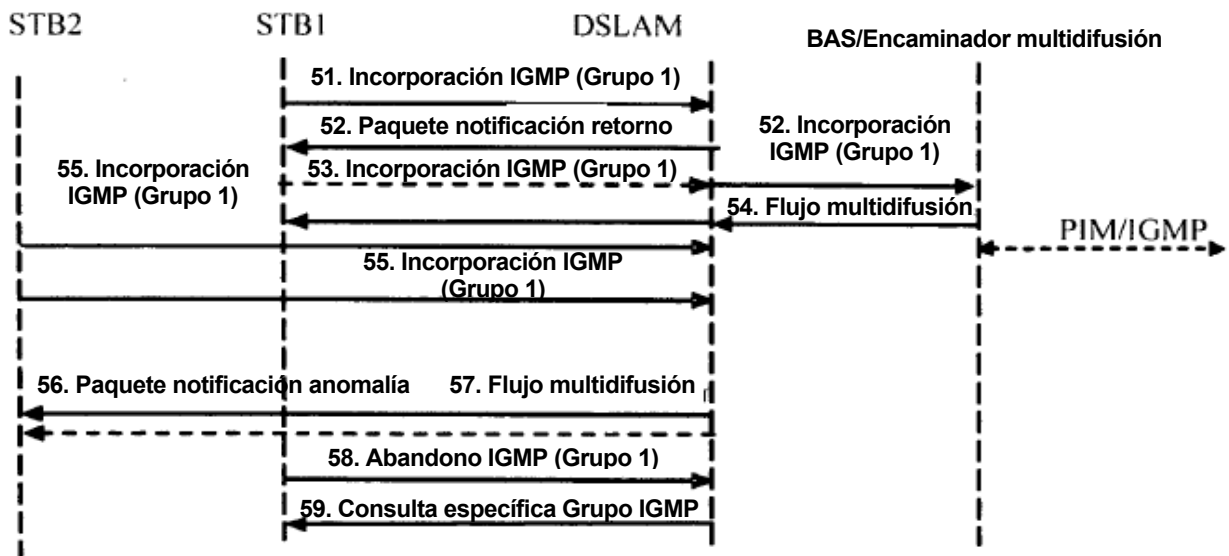 STB2
STB1
DSLAM
BAS/Encaminador multidifusión
51. Incorporación IGMP (Grupo 1)
52. Paquete notificación retorno
52. Incorporación
IGMP (Grupo 1)
55. Incorporación
IGMP (Grupo 1)
53. Incorporación IGMP (Grupo 1)
54. Flujo multidifusión
PIM/IGMP
55. Incorporación IGMP
(Grupo 1)
56. Paquete notificación anomalía
57. Flujo multidifusión
58. Abandono IGMP (Grupo 1)
59. Consulta específica Grupo IGMP